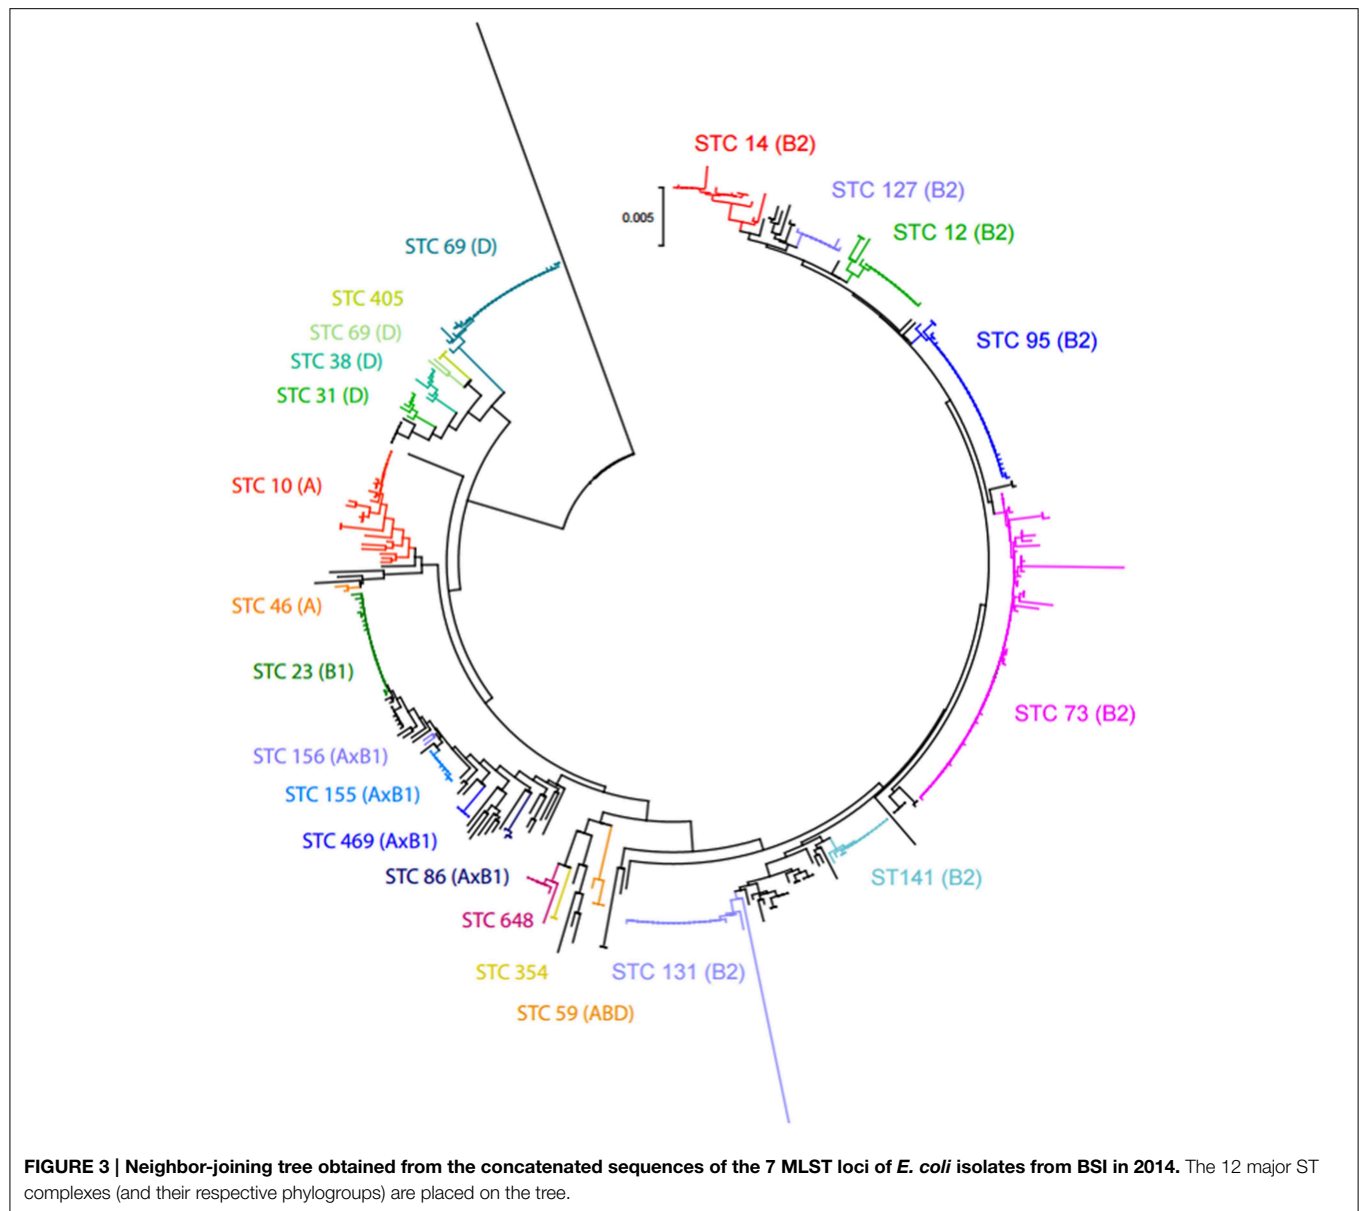 STC 14 (B2)
STC 127 (B2)
0.005
STC 12 (B2)
STC 69 (D)
STC 405
STC 69 (D)
STC 95 (B2)
STC 38 (D)
STC 31 (D)
STC 10 (A)
STC 46 (A)
STC 23 (B1)
STC 73 (B2)
STC 156 (AxB1)
STC 155 (AxB1)
STC 469 (AxB1)
STC 86 (AxB1)
ST141 (B2)
STC 648
STC 354
STC 131 (B2)
STC 59 (ABD)
FIGURE 3 | Neighbor-joining tree obtained from the concatenated sequences of the 7 MLST loci of E. coli isolates from BSI in 2014. The 12 major ST
complexes (and their respective phylogroups) are placed on the tree.